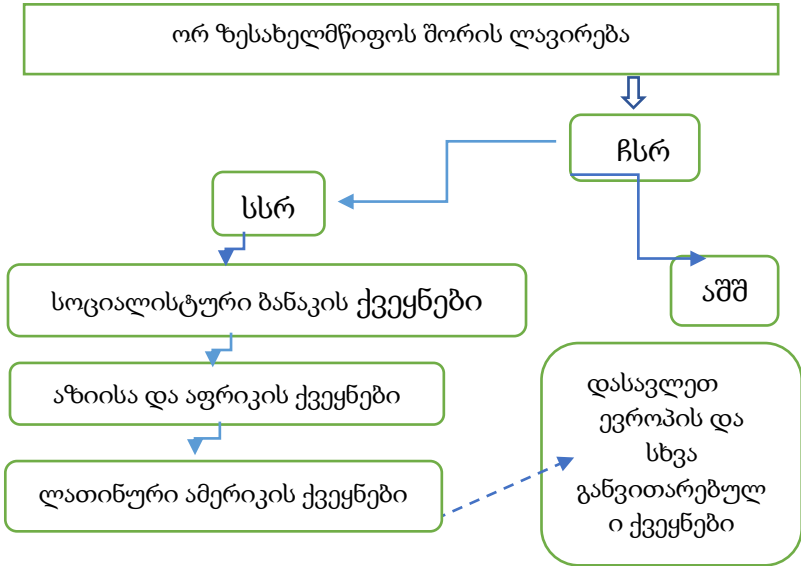 ორ ზესახელმწიფოს შორის ლავირება
ჩსრ
სსრ
აშშ
სოციალისტური ბანაკის ქვეყნები
აზიისა და აფრიკის ქვეყნები
ლათინური ამერიკის ქვეყნები
დასავლეთ
ევროპის და
სხვა
განვითარებულ
ი ქვეყნები